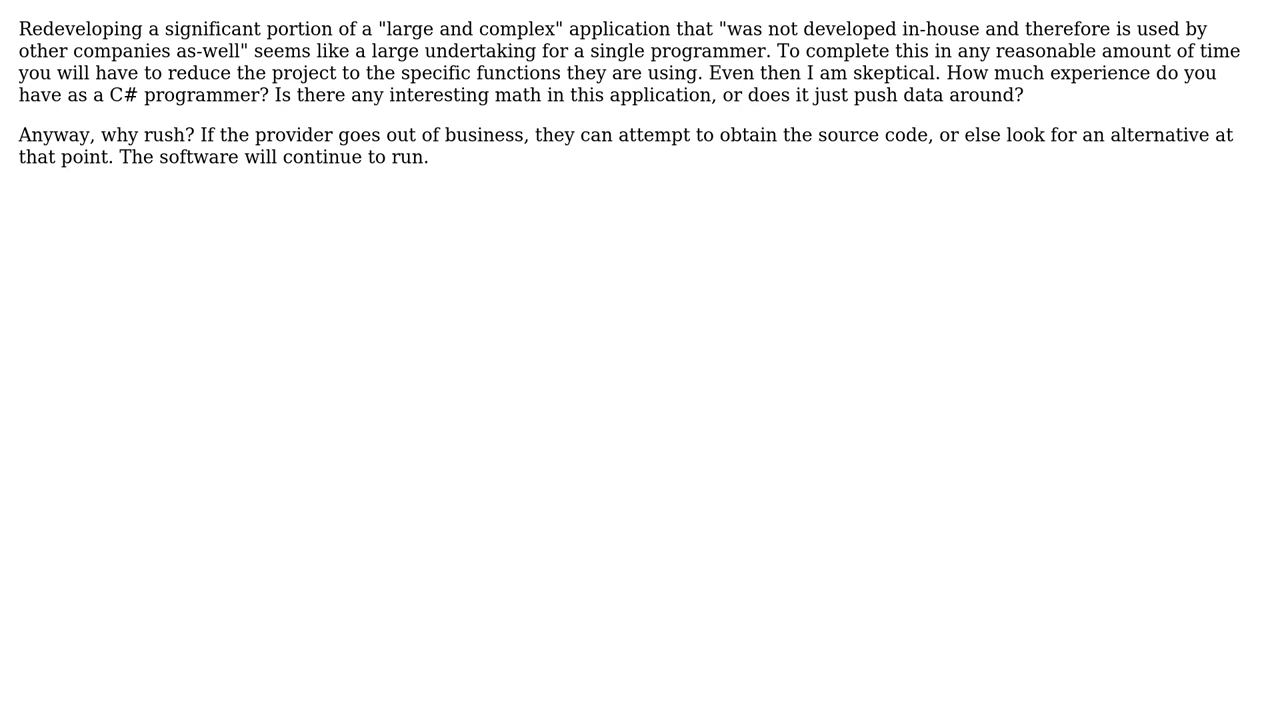 Redeveloping a significant portion of a "large and complex" application that "was not developed in-house and therefore is used by
other companies as-well" seems like a large undertaking for a single programmer. To complete this in any reasonable amount of time
you will have to reduce the project to the specific functions they are using. Even then I am skeptical. How much experience do you
have as a C# programmer? Is there any interesting math in this application, or does it just push data around?
Anyway, why rush? If the provider goes out of business, they can attempt to obtain the source code, or else look for an alternative at
that point. The software will continue to run.